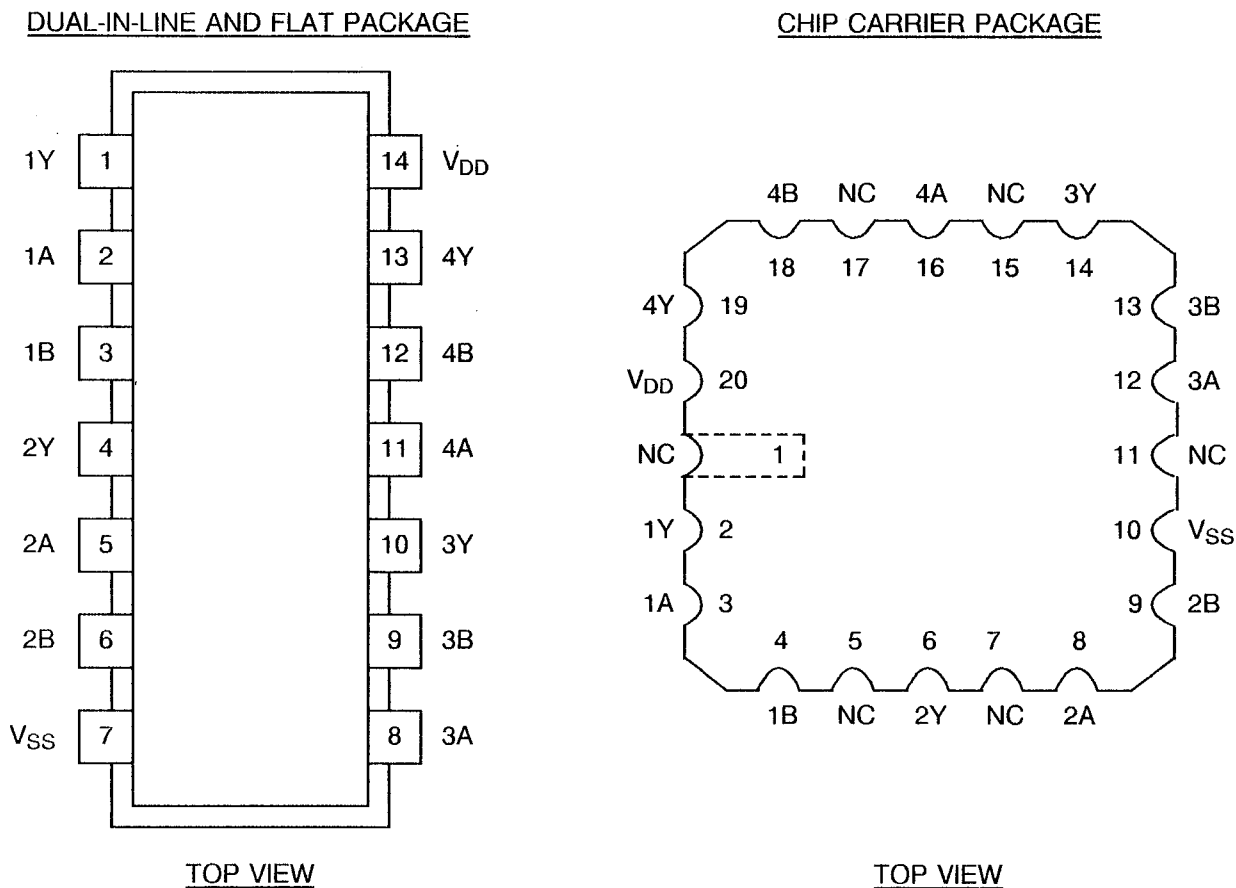 DUAL-IN-LINE AND FLAT PACKAGE
1Y 1 14 VDD
1A 2 13 4Y
1B 3 12 4B
2Y 4 11 4A
2A 5 10 3Y
2B 6 9 3B
VSS 7 8 3A
TOP VIEW
CHIP CARRIER PACKAGE
4B NC 4A NC 3Y
18 17 16 15 14
4Y 19 13 3B
VDD 20 12 3A
NC 1 11 NC
1Y 2 10 VSS
1A 3 9 2B
4 5 6 7 8
1B NC 2Y NC 2A
TOP VIEW